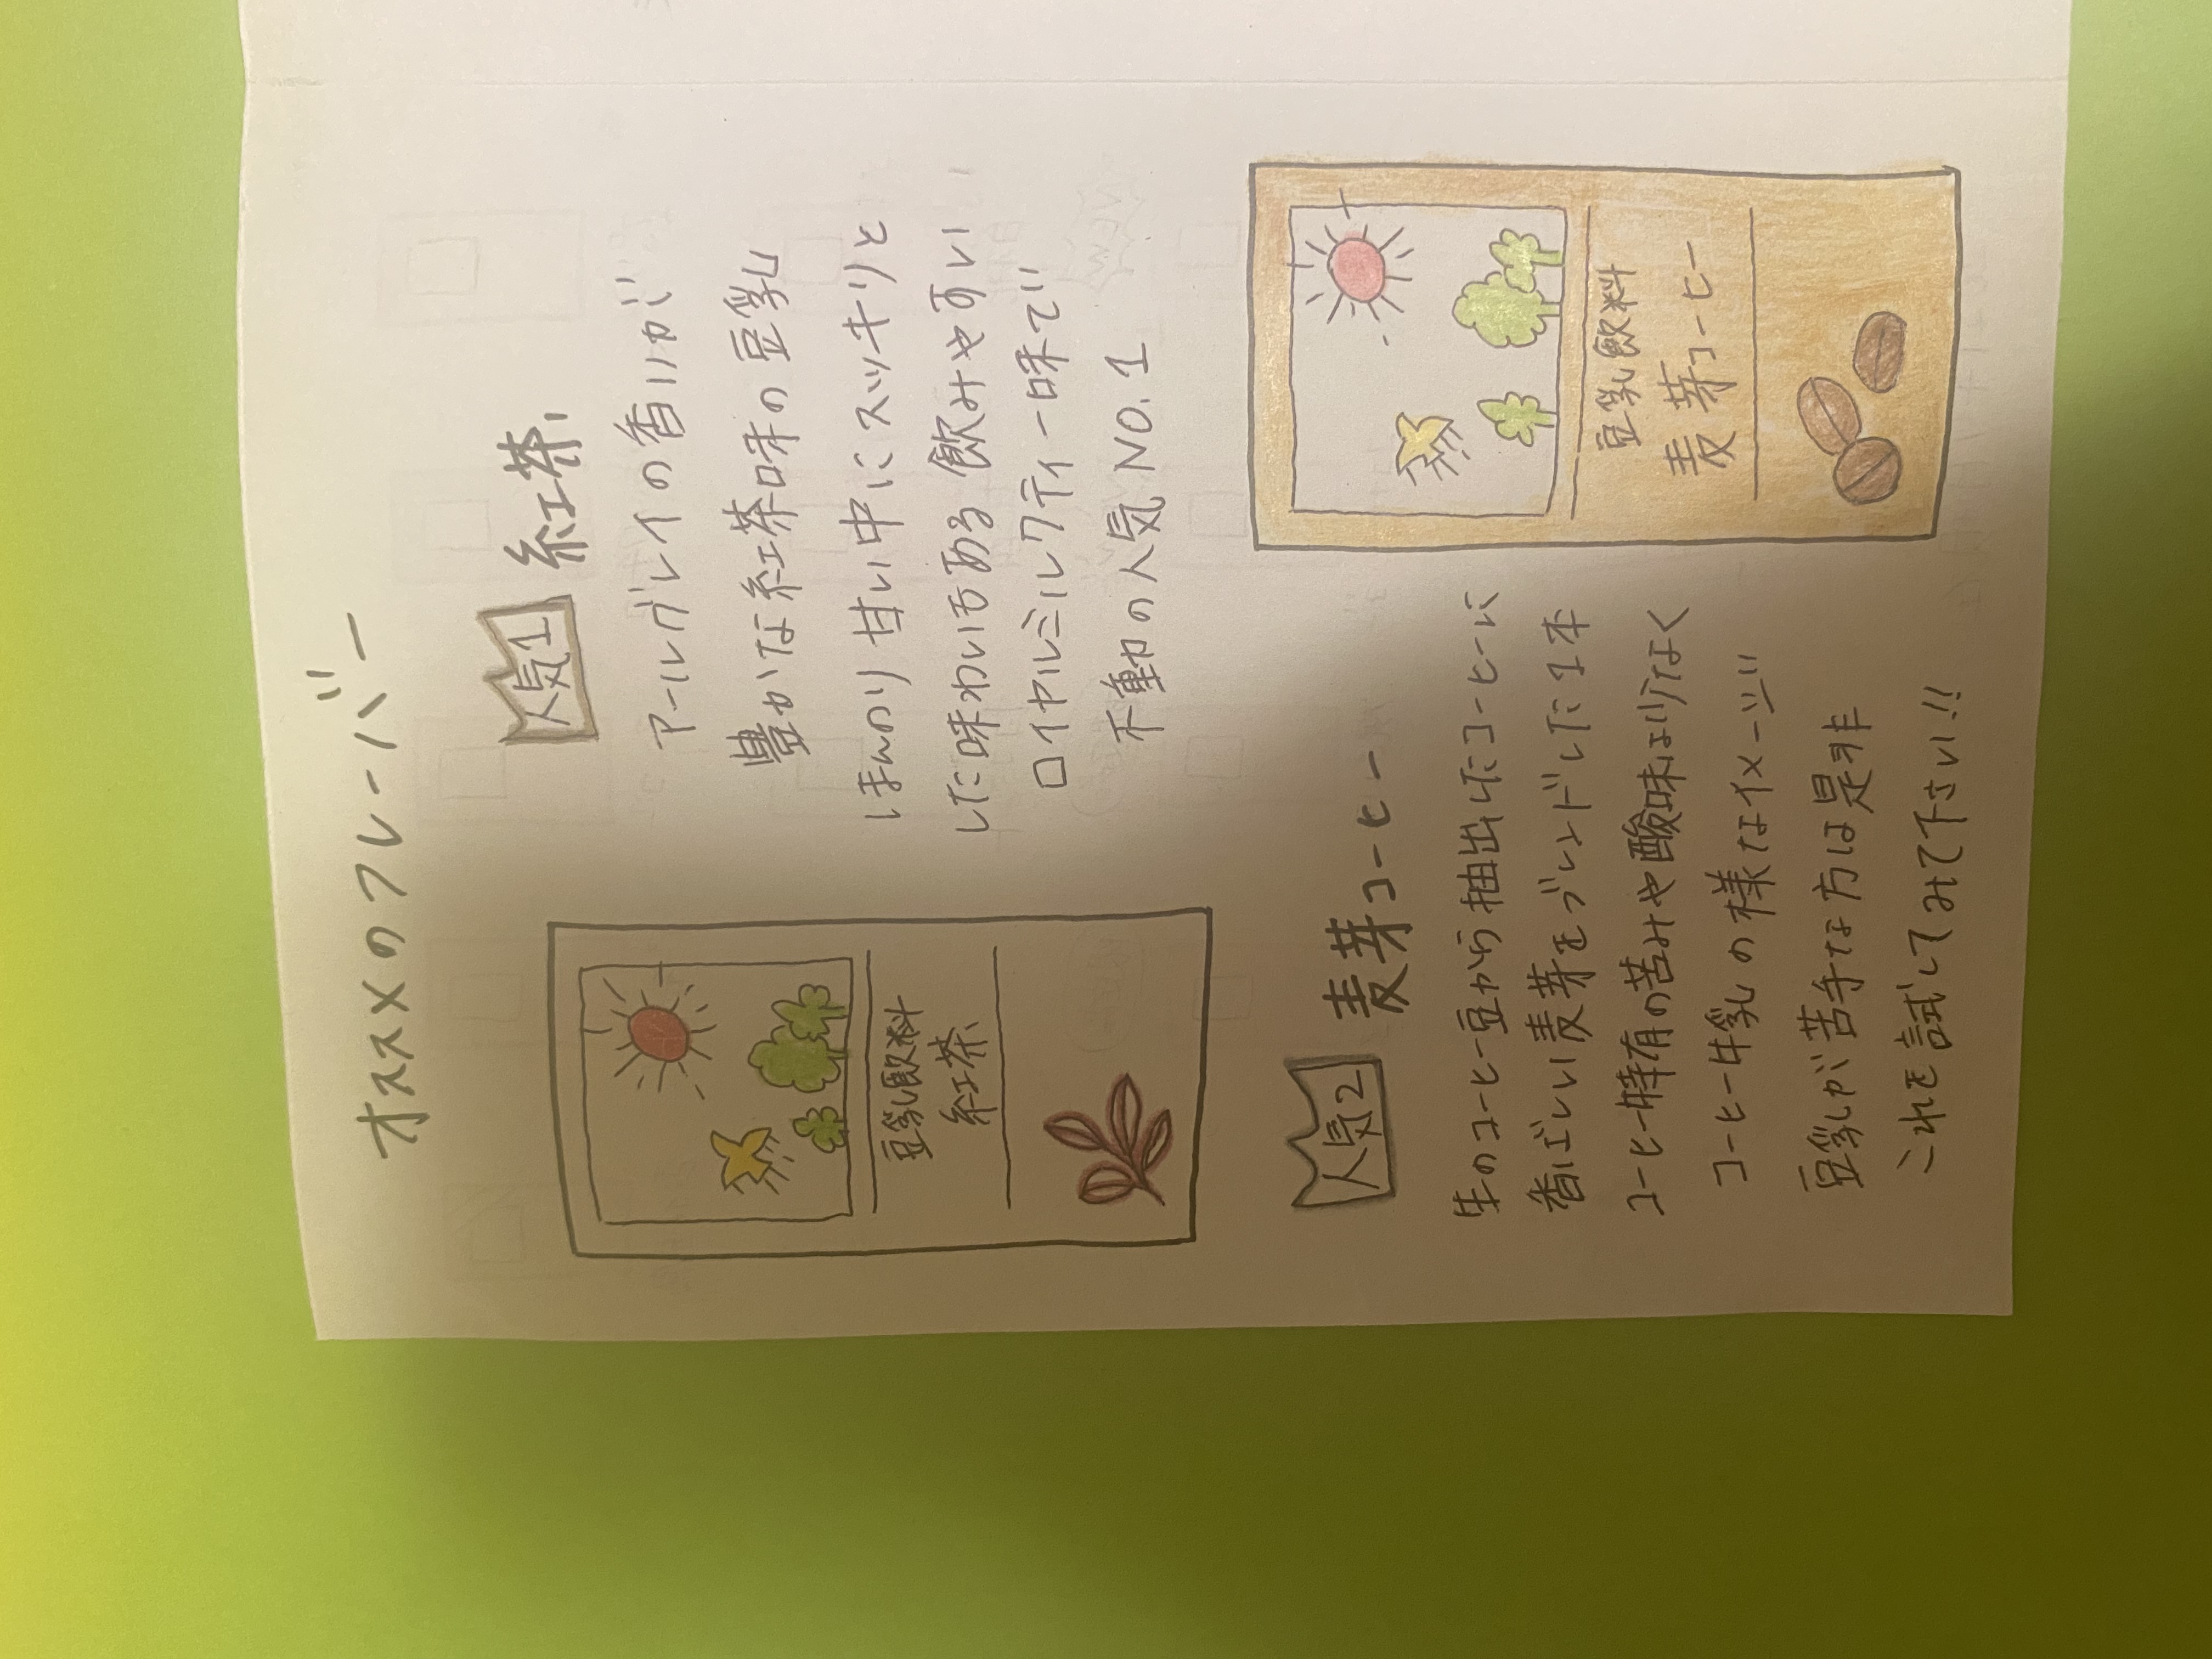 オススメのフレーバー
人気1 紅茶
アールグレイの香りが
豊かな紅茶味の豆乳
ほんのり甘い中にスッキリと
した味わいもある飲みやすい
ロイヤルミルクティー味で
不動の人気 NO.1
豆乳飲料
紅茶
人気2 麦芽コーヒー
生のコーヒー豆から抽出したコーヒーに
香ばしい麦芽をブレンドした1本
コーヒー特有の苦みや酸味は少なく
コーヒー牛乳の様なイメージ
豆乳が苦手な方は是非
これを試してみて下さい!!
豆乳飲料
麦芽コーヒー